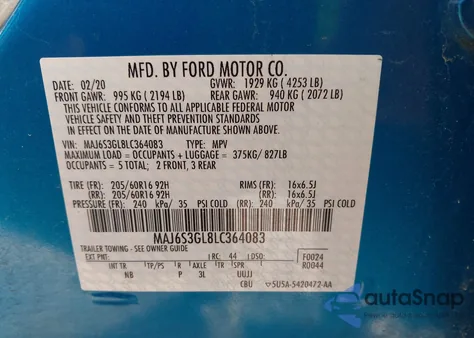 MFD. BY FORD MOTOR CO.
DATE: 02/20 GVWR: 1929 KG (4253 LB)
FRONT GAWR: 995 KG (2194 LB) REAR GAWR: 940 KG (2072 LB)
THIS VEHICLE CONFORMS TO ALL APPLICABLE FEDERAL MOTOR
VEHICLE SAFETY AND THEFT PREVENTION STANDARDS
IN EFFECT ON THE DATE OF MANUFACTURE SHOWN ABOVE.
VIN: MAJ6S3GL8LC364083 TYPE: MPV
MAXIMUM LOAD = OCCUPANTS + LUGGAGE = 375KG/ 827LB
OCCUPANTS = 5 TOTAL; 2 FRONT, 3 REAR
TIRE (FR): 205/60R16 92H RIMS (FR): 16x6.5J
(RR): 205/60R16 92H (RR): 16x6.5J
PRESSURE (FR): 240 kPa/ 35 PSI COLD (RR): 240 kPa/ 35 PSI COLD
MAJ6S3GL8LC364083
TRAILER TOWING - SEE OWNER GUIDE
EXT PNT: RC: 44 DSO: F0024
R0044
INT TR TP/PS R AXLE TR SPR
NB P 3L UUJJ
CBU 5U5A-5420472-AA
autoSnap